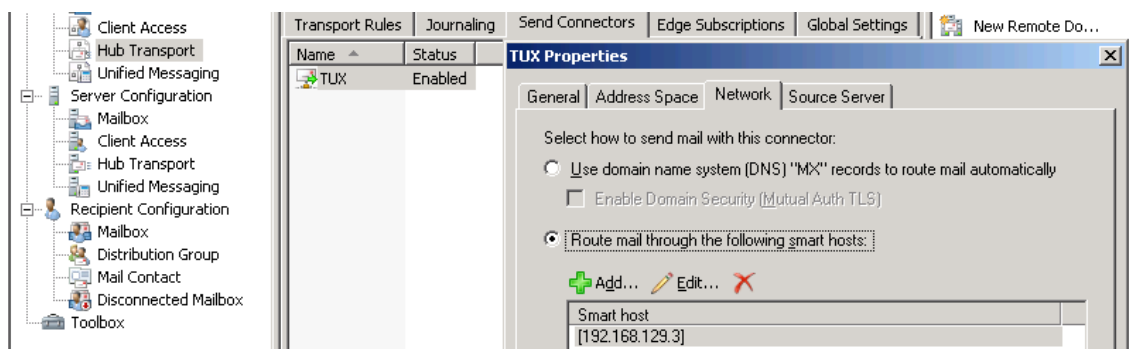 Client Access
Hub Transport
Unified Messaging
Server Configuration
Mailbox
Client Access
Hub Transport
Unified Messaging
Recipient Configuration
Mailbox
Distribution Group
Mail Contact
Disconnected Mailbox
Toolbox
Transport Rules Journaling Send Connectors Edge Subscriptions Global Settings
Name Status
TUX Enabled
TUX Properties
General Address Space Network Source Server
Select how to send mail with this connector:
Use domain name system (DNS) "MX" records to route mail automatically
Enable Domain Security (Mutual Auth TLS)
Route mail through the following smart hosts:
Add... Edit...
Smart host
[192.168.129.3]
New Remote Do...